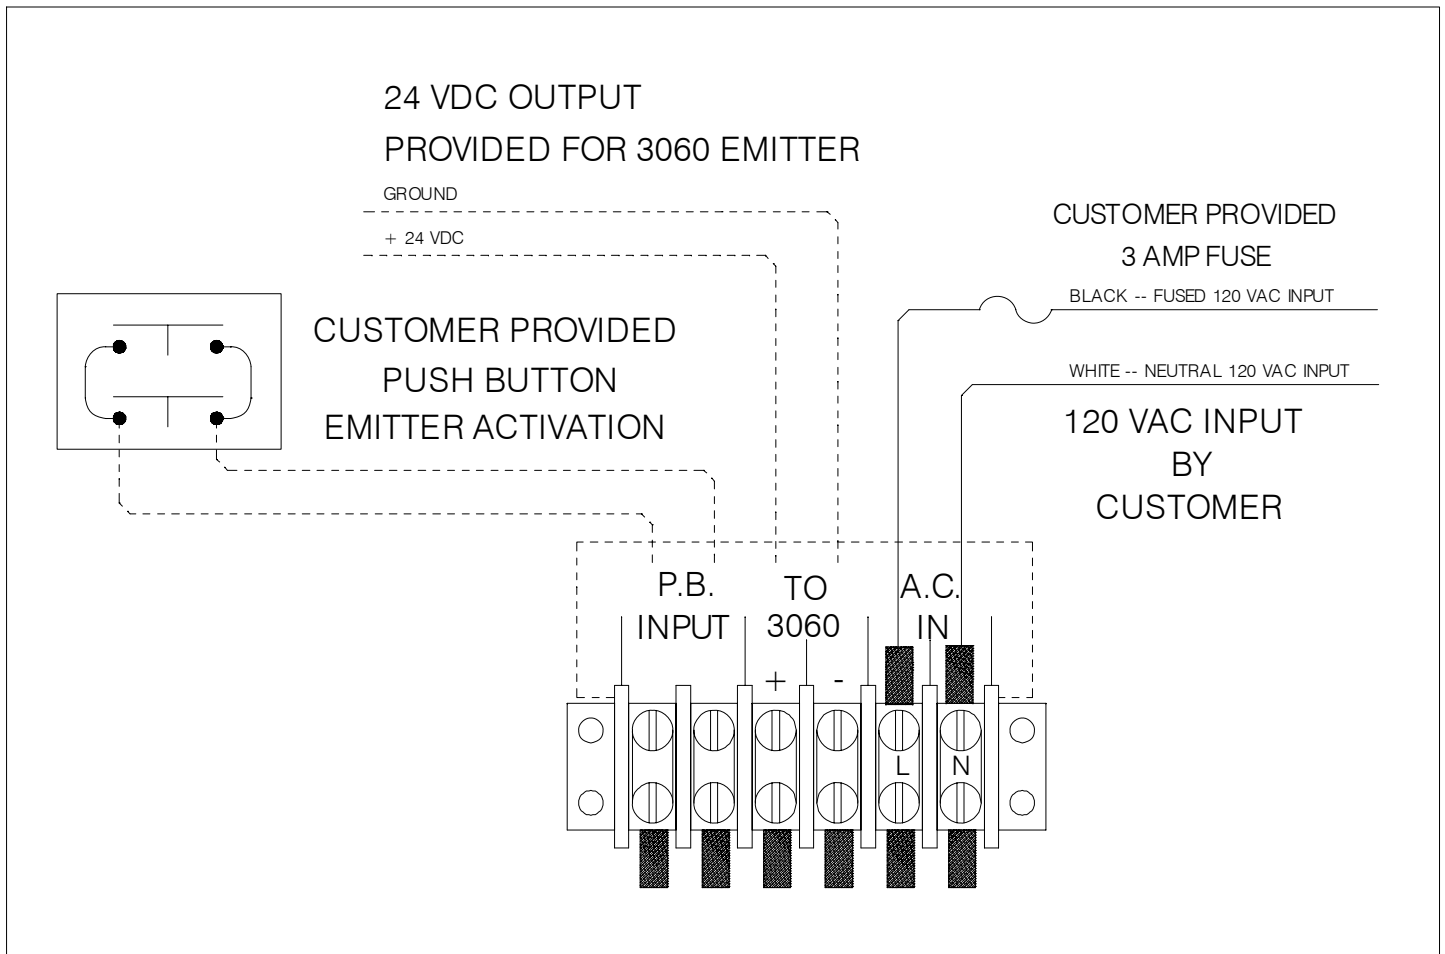 24 VDC OUTPUT
PROVIDED FOR 3060 EMITTER
GROUND
+ 24 VDC
CUSTOMER PROVIDED
3 AMP FUSE
BLACK -- FUSED 120 VAC INPUT
WHITE -- NEUTRAL 120 VAC INPUT
120 VAC INPUT
BY
CUSTOMER
CUSTOMER PROVIDED
PUSH BUTTON
EMITTER ACTIVATION
P.B.
INPUT
TO
3060
A.C.
IN
+ -
L N